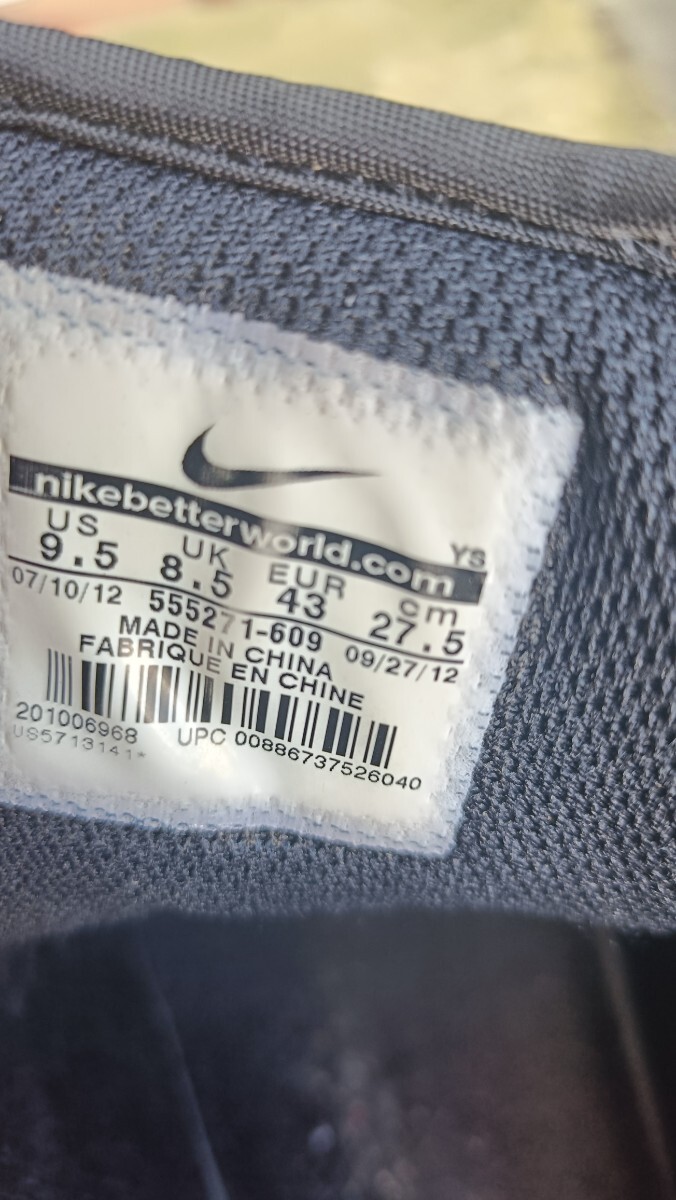 nikebetterworld.com
YS
US UK EUR cm
9.5 8.5 43 27.5
07/10/12 555271-609 09/27/12
MADE IN CHINA
FABRIQUE EN CHINE
201006968 UPC 00886737526040
US5713141*